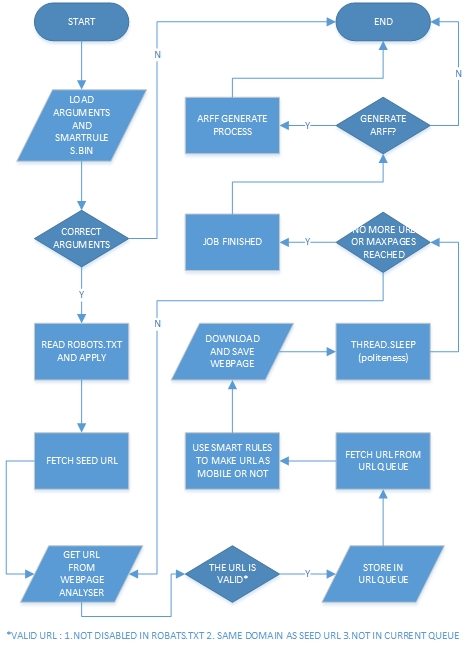 START
END
N
N
LOAD
ARGUMENTS
AND
SMARTRULE
S.BIN
ARFF GENERATE
PROCESS
Y
GENERATE
ARFF?
CORRECT
ARGUMENTS
JOB FINISHED
Y
NO MORE URL
OR MAXPAGES
REACHED
Y
N
READ ROBOTS.TXT
AND APPLY
DOWNLOAD
AND SAVE
WEBPAGE
THREAD.SLEEP
(politeness)
FETCH SEED URL
USE SMART RULES
TO MAKE URL AS
MOBILE OR NOT
FETCH URL FROM
URL QUEUE
GET URL
FROM
WEBPAGE
ANALYSER
THE URL IS
VALID*
Y
STORE IN
URL QUEUE
*VALID URL : 1.NOT DISABLED IN ROBATS.TXT 2. SAME DOMAIN AS SEED URL 3.NOT IN CURRENT QUEUE